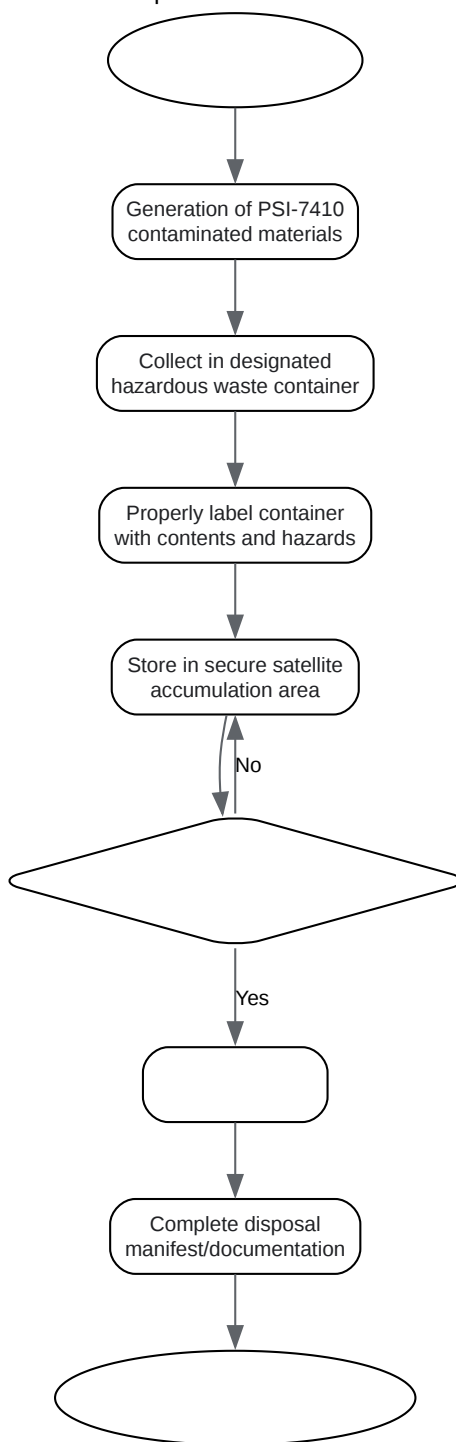 Generation of PSI-7410
contaminated materials
Collect in designated
hazardous waste container
Properly label container
with contents and hazards
Store in secure satellite
accumulation area
No
Yes
Complete disposal
manifest/documentation